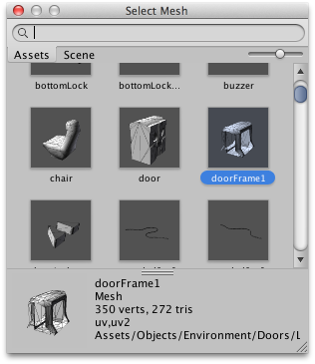 Select Mesh
Assets Scene
bottomLock bottomLock... buzzer
chair door doorFrame1
doorFrame1
Mesh
350 verts, 272 tris
uv,uv2
Assets/Objects/Environment/Doors/L